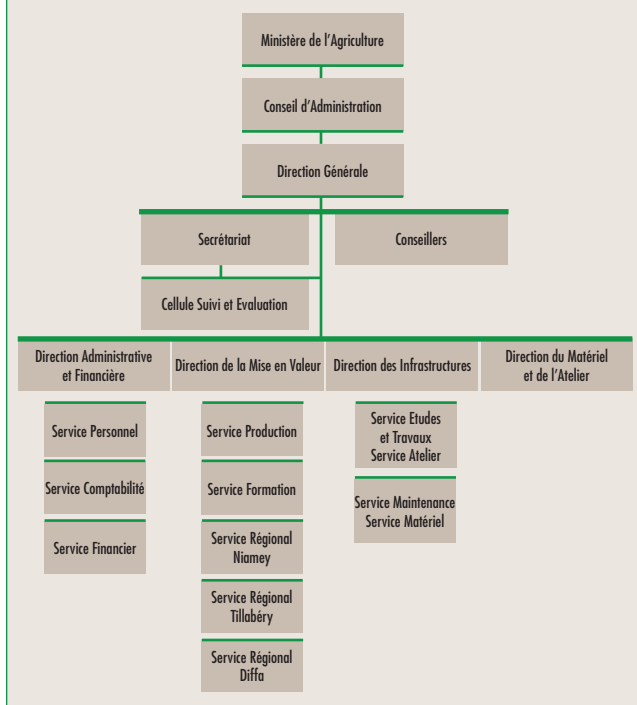 Ministère de l'Agriculture
Conseil d'Administration
Direction Générale
Secrétariat
Conseillers
Cellule Suivi et Evaluation
Direction Administrative
et Financière
Direction de la Mise en Valeur
Direction des Infrastructures
Direction du Matériel
et de l'Atelier
Service Personnel
Service Comptabilité
Service Financier
Service Production
Service Formation
Service Régional
Niamey
Service Régional
Tillabéry
Service Régional
Diffa
Service Etudes
et Travaux
Service Atelier
Service Maintenance
Service Matériel